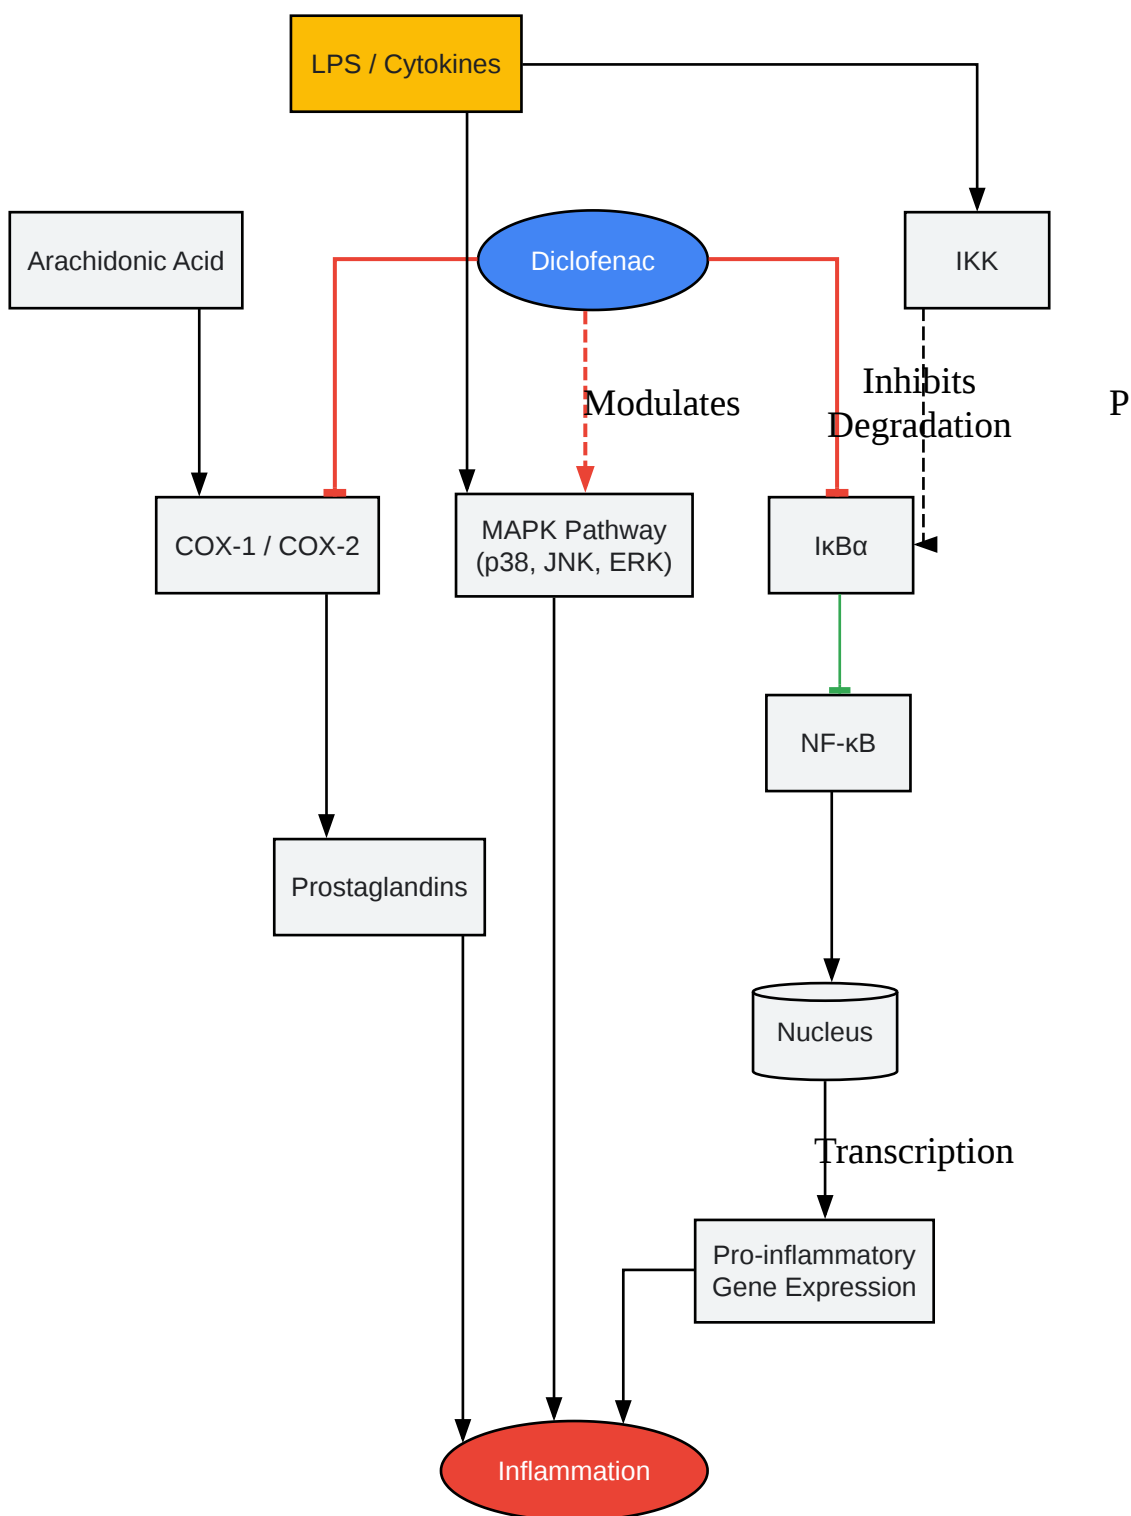 LPS / Cytokines
Arachidonic Acid
Diclofenac
IKK
Modulates
Inhibits
Degradation
P
COX-1 / COX-2
MAPK Pathway
(p38, JNK, ERK)
IκBα
NF-κB
Prostaglandins
Nucleus
Transcription
Pro-inflammatory
Gene Expression
Inflammation